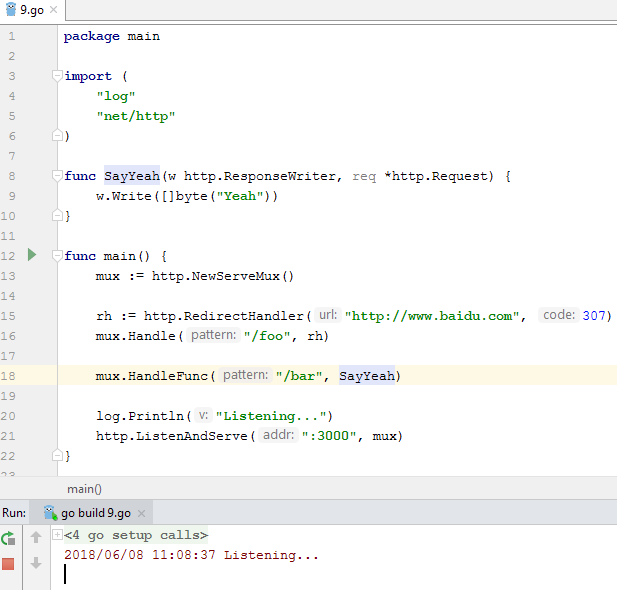 9.go
1 package main
2
3 import (
4 "log"
5 "net/http"
6 )
7
8 func SayYeah(w http.ResponseWriter, req *http.Request) {
9 w.Write([]byte("Yeah"))
10 }
11
12 func main() {
13 mux := http.NewServeMux()
14
15 rh := http.RedirectHandler( url: "http://www.baidu.com", code: 307)
16 mux.Handle( pattern: "/foo", rh)
17
18 mux.HandleFunc( pattern: "/bar", SayYeah)
19
20 log.Println( v: "Listening...")
21 http.ListenAndServe( addr: ":3000", mux)
22 }
23
main()
Run: go build 9.go
<4 go setup calls>
2018/06/08 11:08:37 Listening...